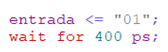 entrada <= "01";
wait for 400 ps;